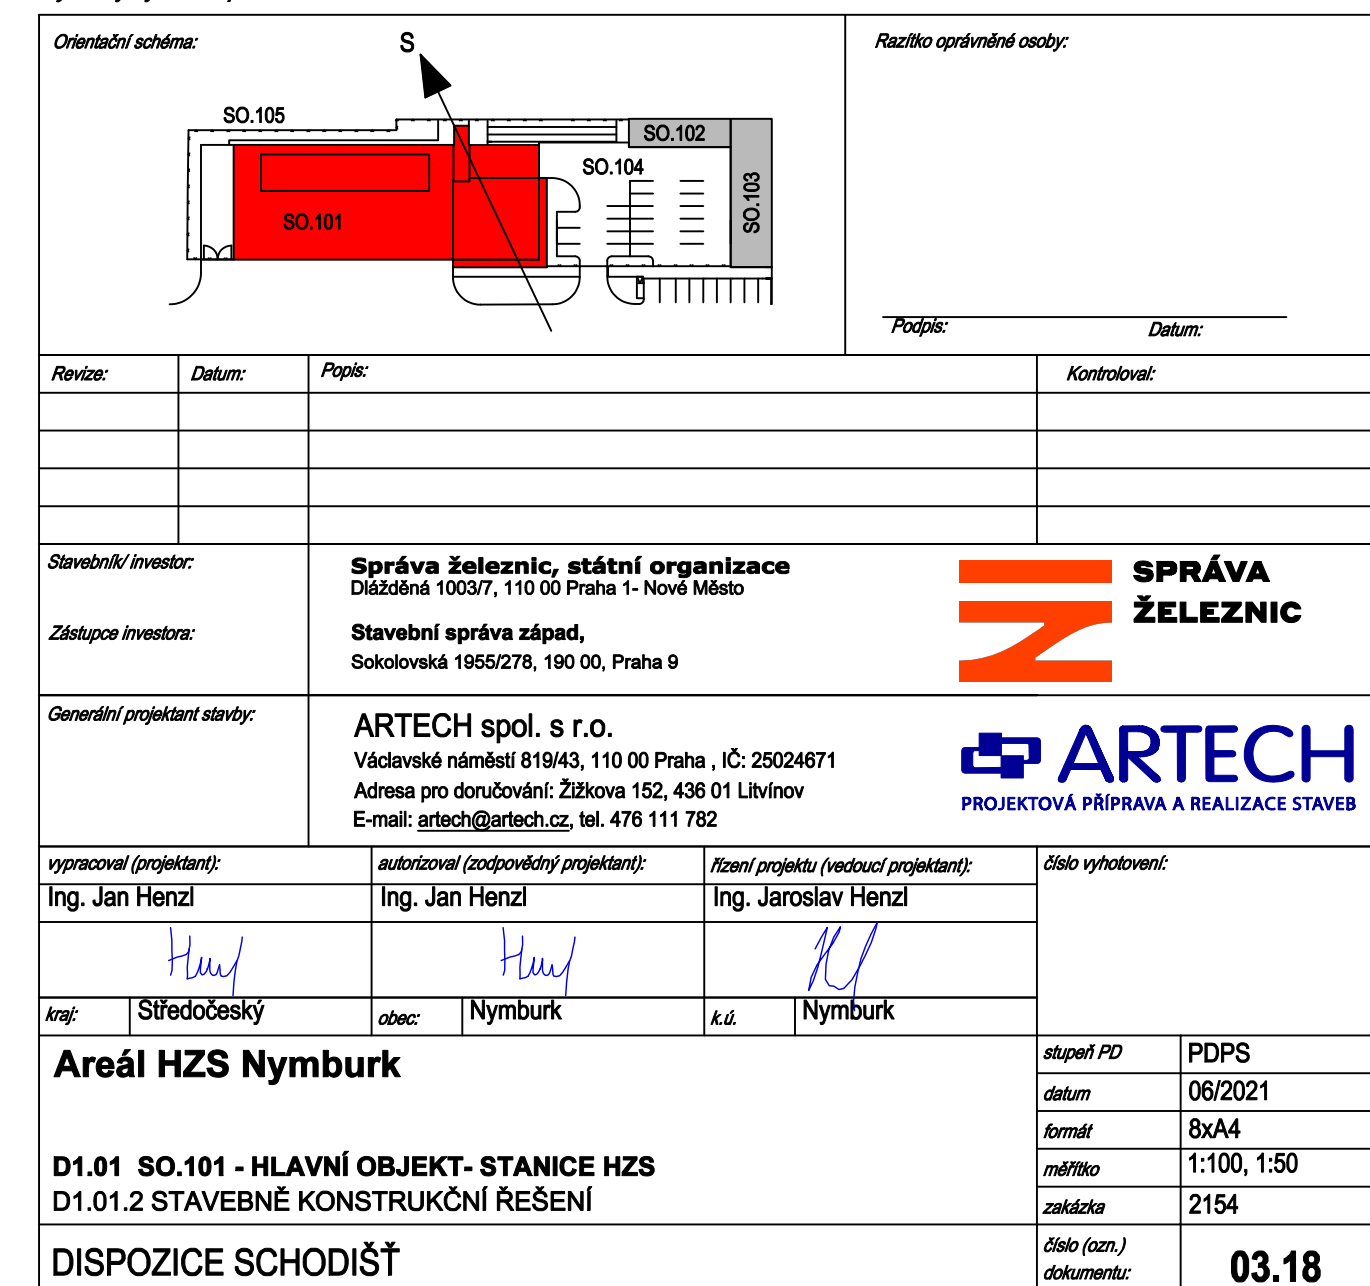 Orientační schéma:
S
Razítko oprávněné osoby:
SO.105
SO.102
SO.104
SO.103
SO.101
Podpis:
Datum:
Revize:
Datum:
Popis:
Kontroloval:
Stavebník/ investor:
Správa železnic, státní organizace
Dlážděná 1003/7, 110 00 Praha 1- Nové Město
SPRÁVA
ŽELEZNIC
Zástupce investora:
Stavební správa západ,
Sokolovská 1955/278, 190 00, Praha 9
Generální projektant stavby:
ARTECH spol. s r.o.
Václavské náměstí 819/43, 110 00 Praha , IČ: 25024671
Adresa pro doručování: Žižkova 152, 436 01 Litvínov
E-mail: artech@artech.cz, tel. 476 111 782
ARTECH
PROJEKTOVÁ PŘÍPRAVA A REALIZACE STAVEB
vypracoval (projektant):
autorizoval (zodpovědný projektant):
řízení projektu (vedoucí projektant):
číslo vyhotovení:
Ing. Jan Henzl
Ing. Jan Henzl
Ing. Jaroslav Henzl
kraj:
Středočeský
obec:
Nymburk
k.ú.
Nymburk
Areál HZS Nymburk
stupeň PD
PDPS
datum
06/2021
formát
8xA4
D1.01 SO.101 - HLAVNÍ OBJEKT- STANICE HZS
měřítko
1:100, 1:50
D1.01.2 STAVEBNĚ KONSTRUKČNÍ ŘEŠENÍ
zakázka
2154
DISPOZICE SCHODIŠŤ
číslo (ozn.)
dokumentu:
03.18